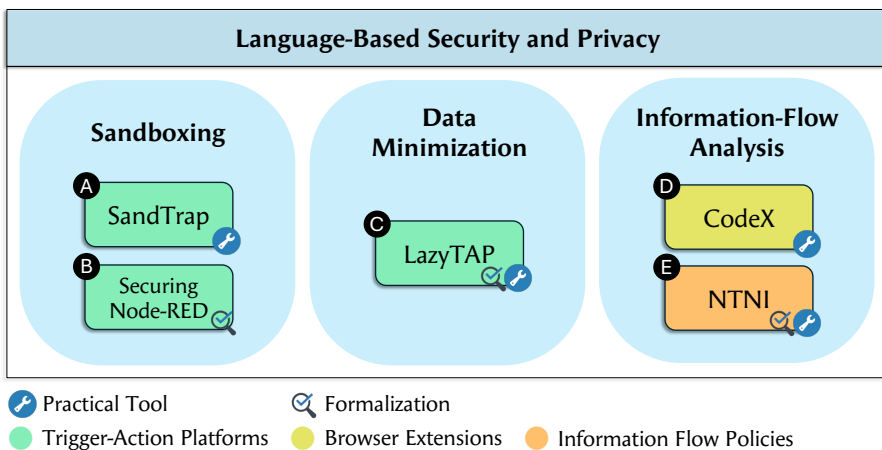 Language-Based Security and Privacy
Sandboxing
A
SandTrap
B
Securing
Node-RED
Data
Minimization
C
LazyTAP
Information-Flow
Analysis
D
CodeX
E
NTNI
Practical Tool
Formalization
Trigger-Action Platforms
Browser Extensions
Information Flow Policies